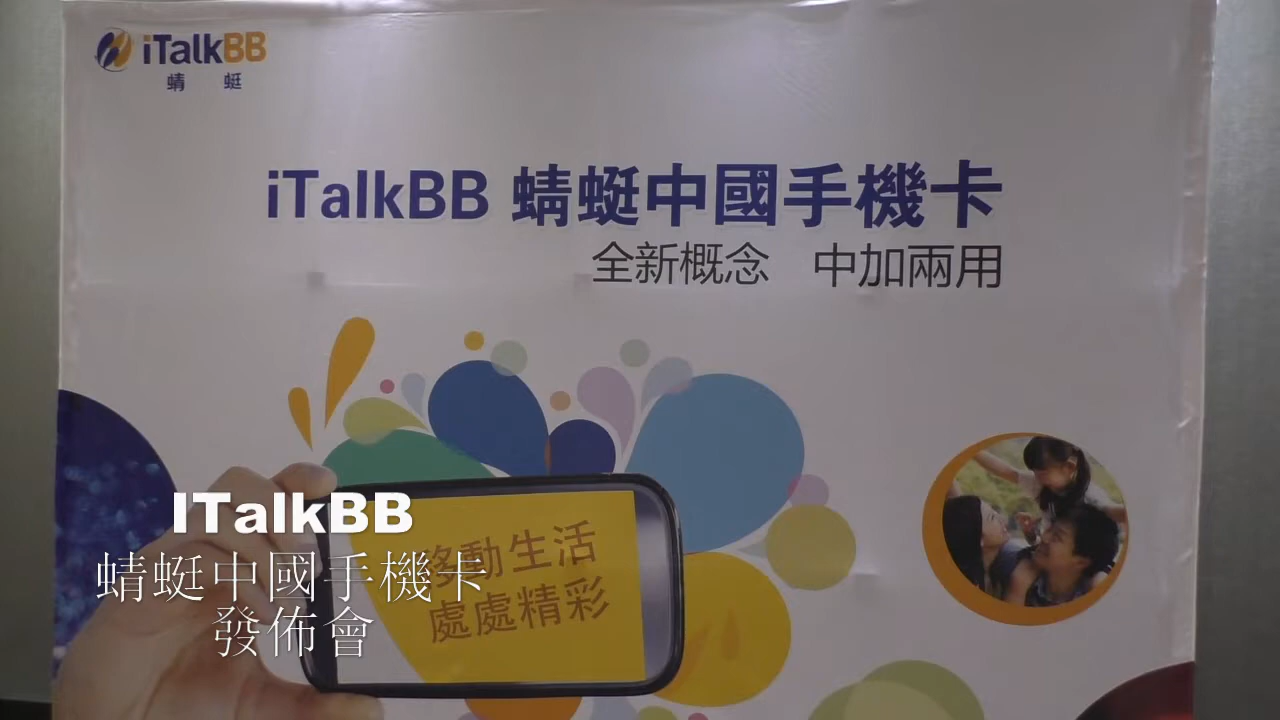 iTalkBB
蜻蜓
iTalkBB 蜻蜓中國手機卡
全新概念 中加兩用
移動生活
處處精彩
ITalkBB
蜻蜓中國手機卡
發佈會